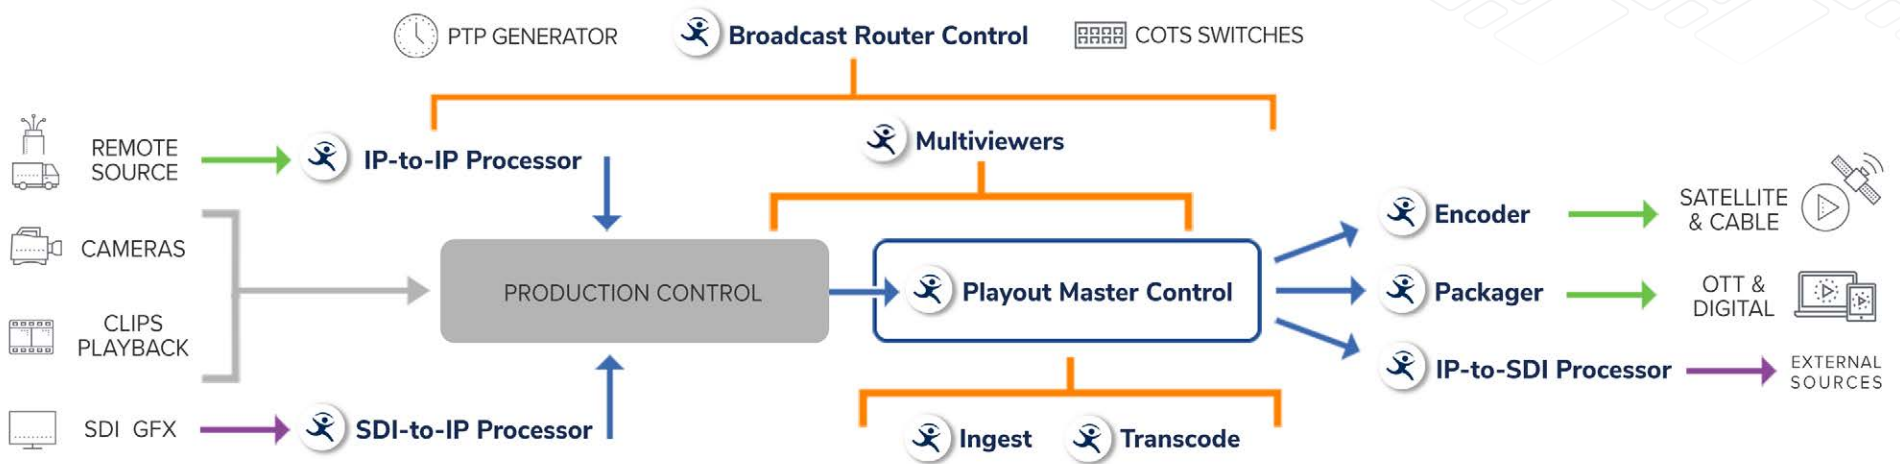 PTP GENERATOR
Broadcast Router Control
COTS SWITCHES
Multiviewers
REMOTE
SOURCE
IP-to-IP Processor
CAMERAS
CLIPS
PLAYBACK
PRODUCTION CONTROL
Playout Master Control
Encoder
SATELLITE
& CABLE
Packager
OTT &
DIGITAL
IP-to-SDI Processor
EXTERNAL
SOURCES
SDI GFX
SDI-to-IP Processor
Ingest
Transcode